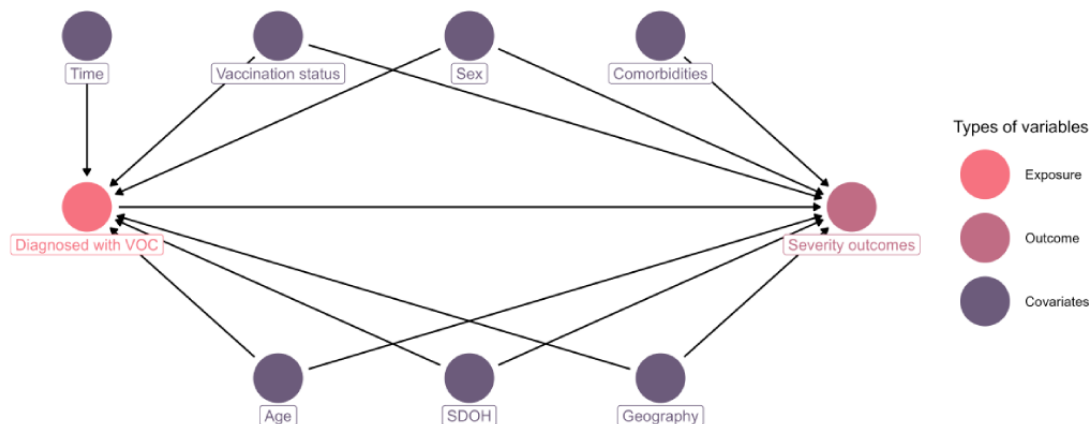 Time
Vaccination status
Sex
Comorbidities
Types of variables
Exposure
Diagnosed with VOC
Severity outcomes
Outcome
Covariates
Age
SDOH
Geography